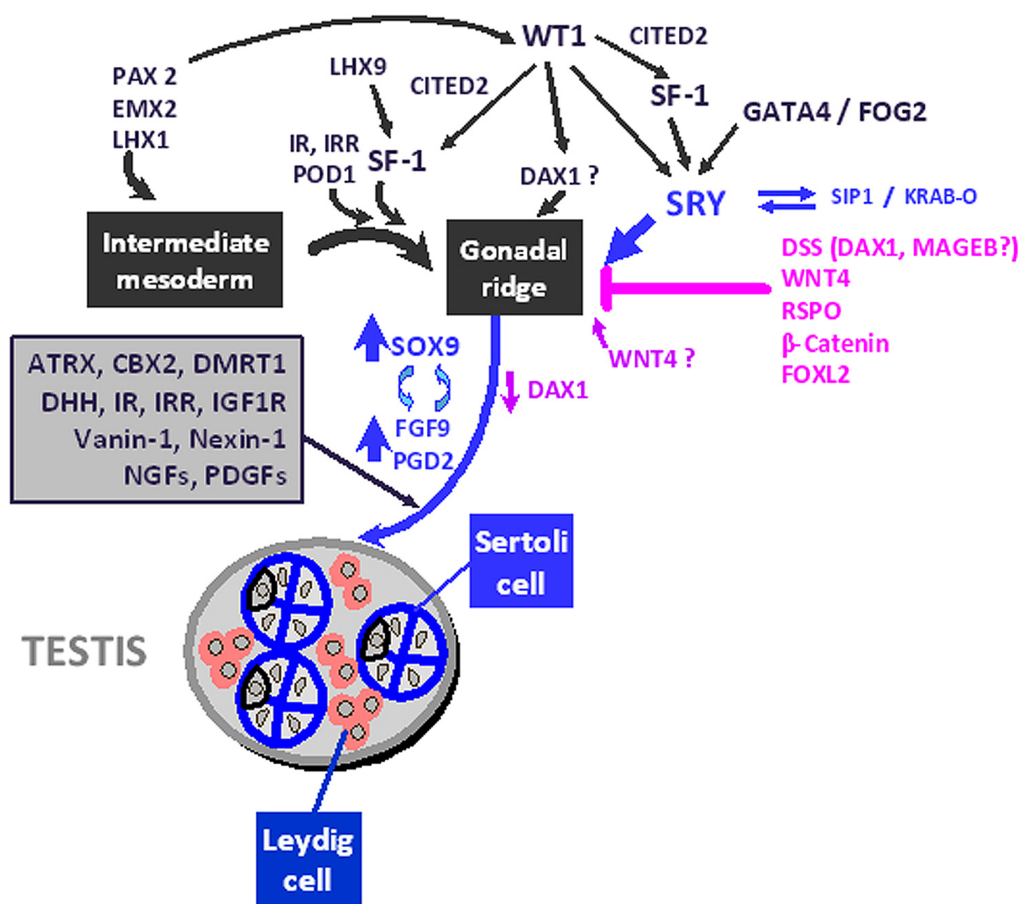 WT1
CITED2
PAX 2
EMX2
LHX1
LHX9
CITED2
SF-1
GATA4 / FOG2
IR, IRR
POD1
SF-1
DAX1 ?
SRY
SIP1 / KRAB-O
Intermediate
mesoderm
Gonadal
ridge
DSS (DAX1, MAGEB?)
WNT4
RSPO
β-Catenin
FOXL2
WNT4 ?
SOX9
DAX1
FGF9
PGD2
ATRX, CBX2, DMRT1
DHH, IR, IRR, IGF1R
Vanin-1, Nexin-1
NGFs, PDGFs
Sertoli
cell
TESTIS
Leydig
cell